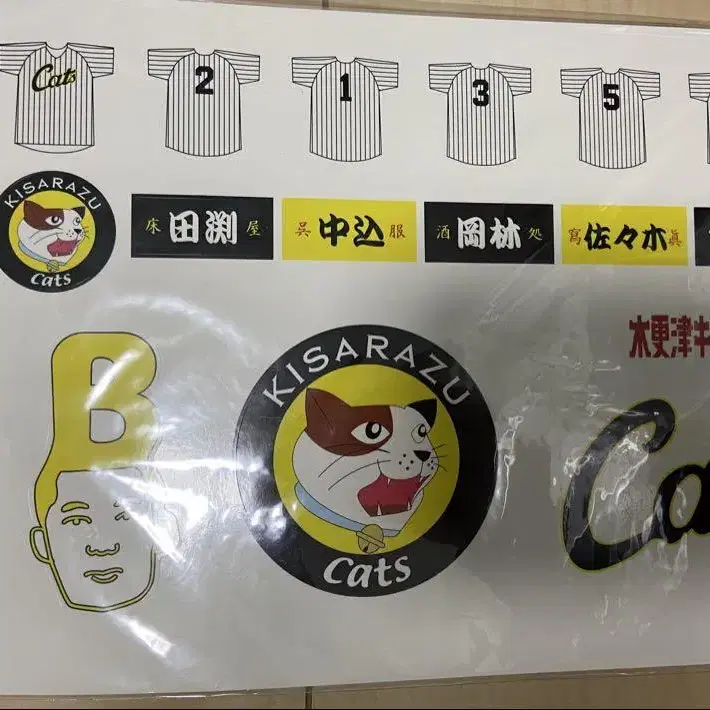 Cats
2
1
3
5
KISARAZU
Cats
床 田渕 屋
呉 中込 服
酒 岡林 処
寫 佐々木 眞
B
KISARAZU
Cats
木更津キ
Ca